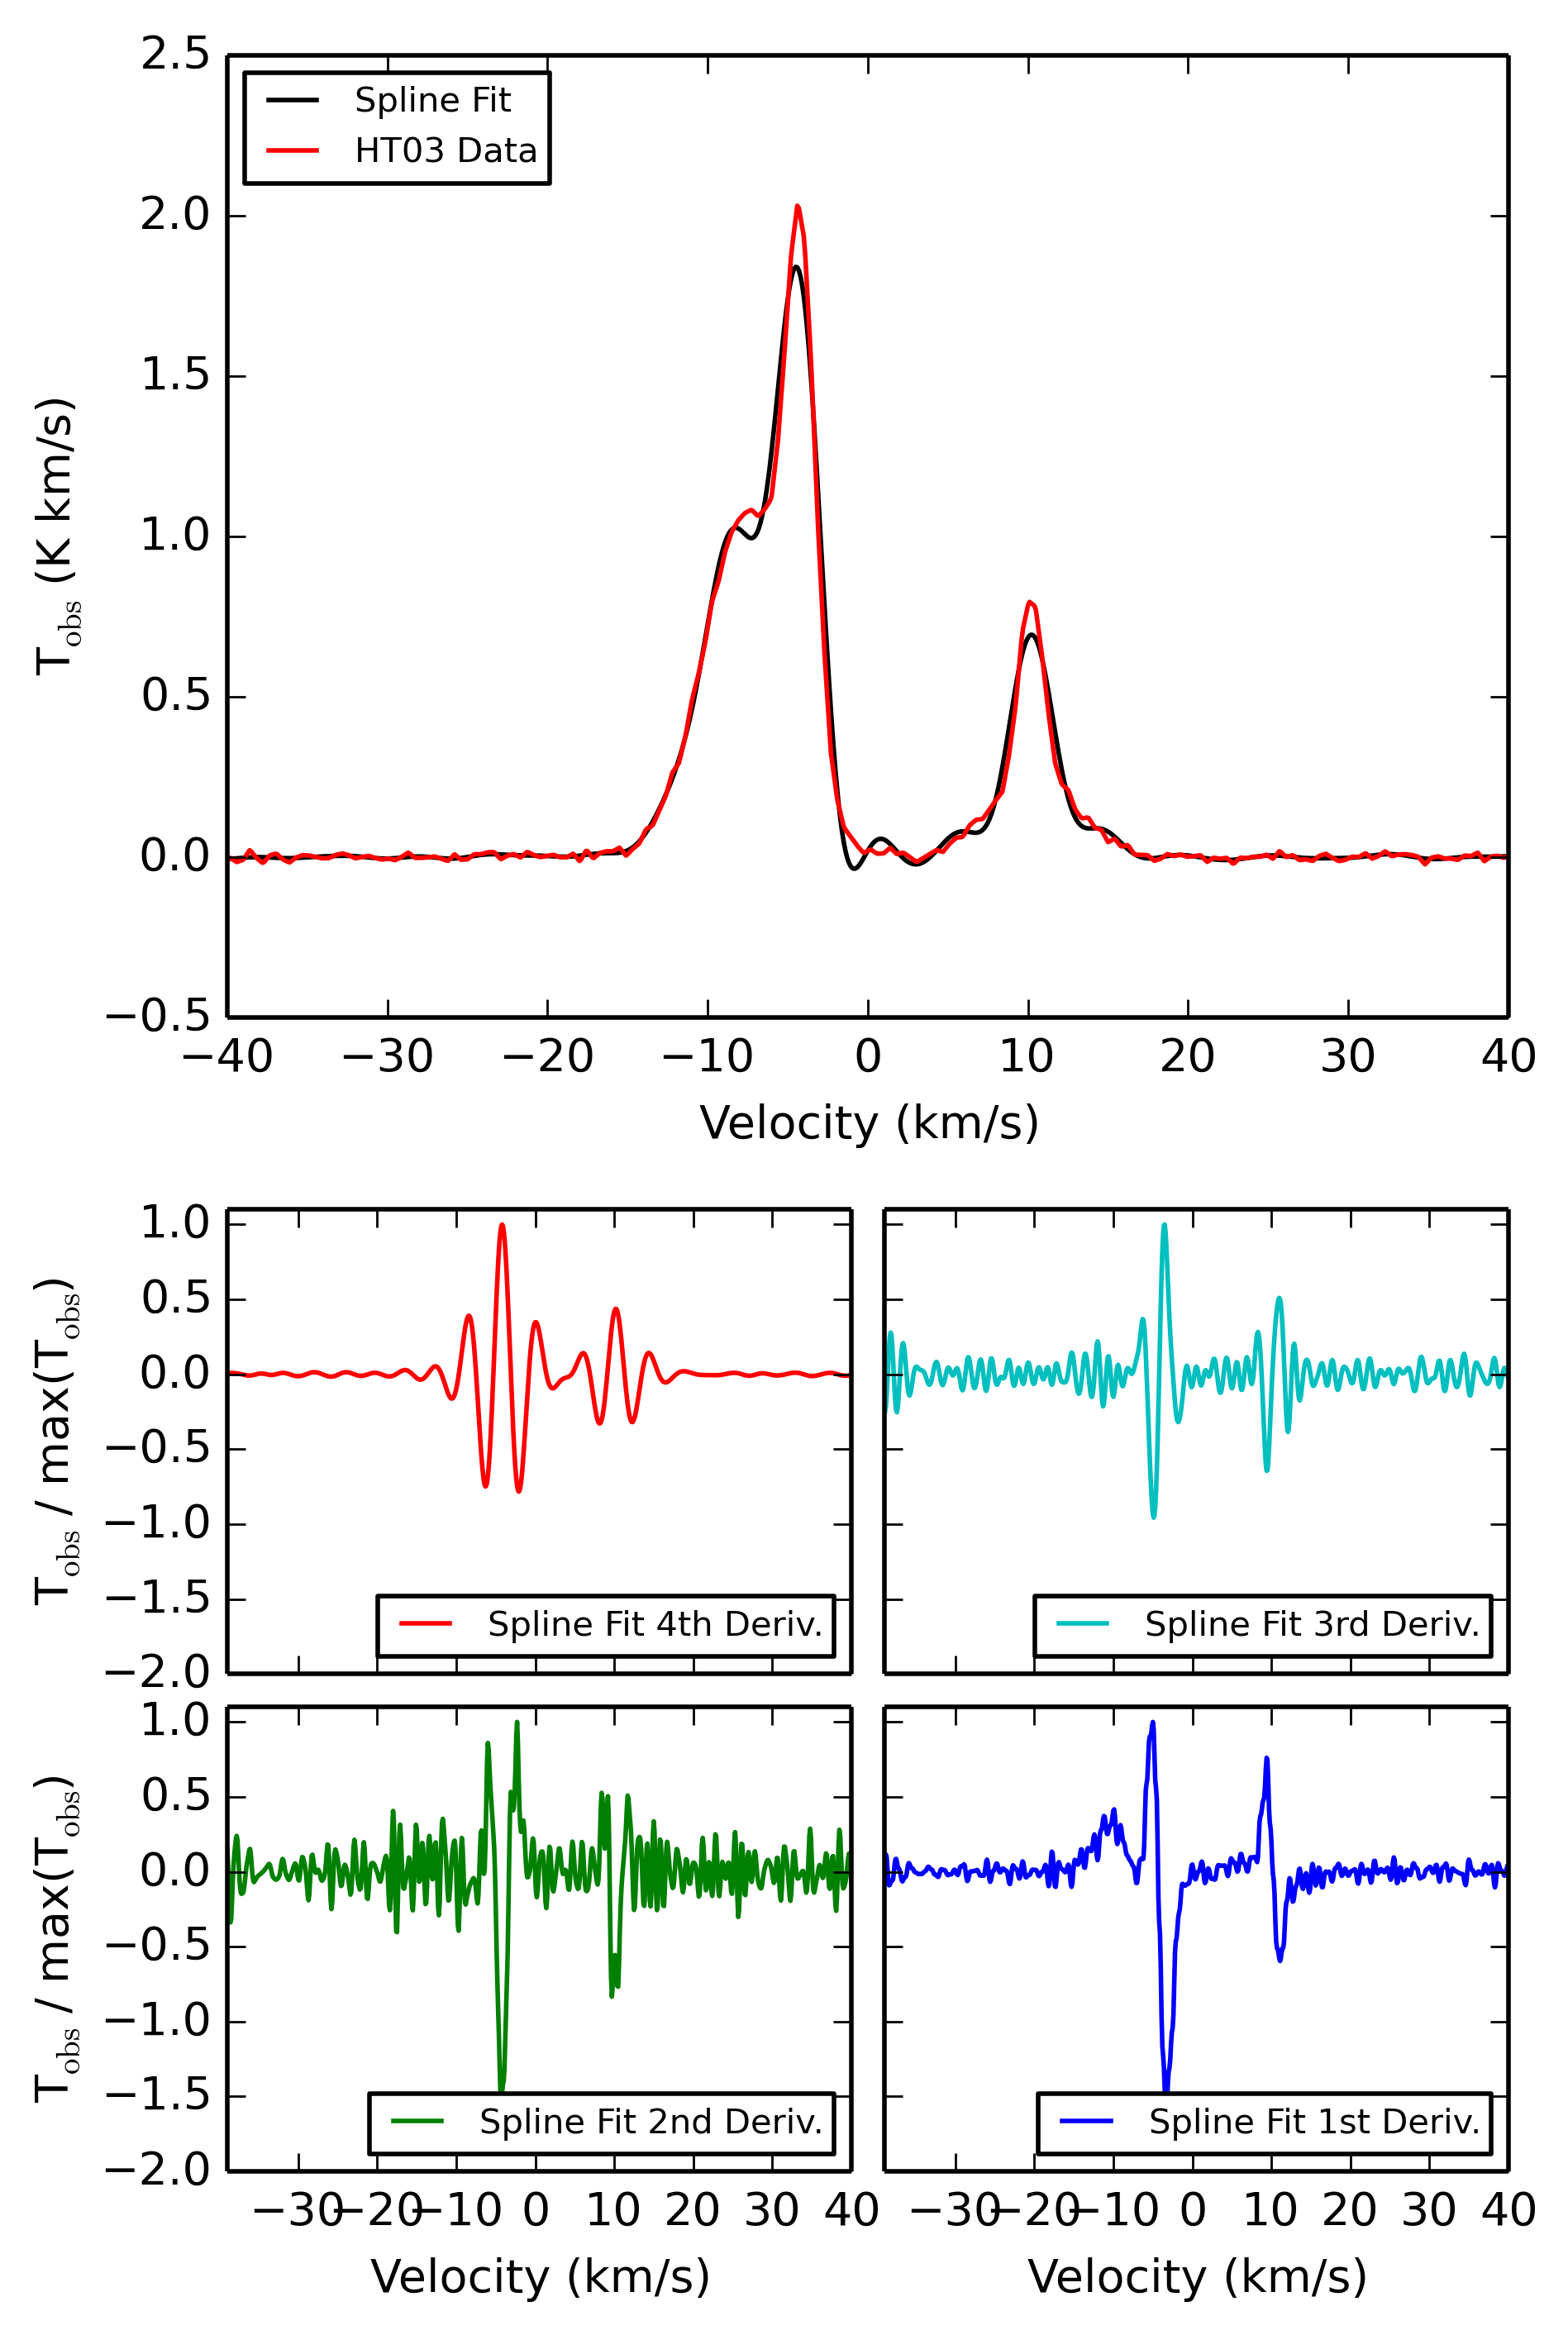 2.5
2.0
1.5
1.0
0.5
0.0
−0.5
T_obs (K km/s)
Spline Fit
HT03 Data
−40 −30 −20 −10 0 10 20 30 40
Velocity (km/s)
1.0
0.5
0.0
−0.5
−1.0
−1.5
−2.0
T_obs / max(T_obs)
Spline Fit 4th Deriv.
Spline Fit 3rd Deriv.
1.0
0.5
0.0
−0.5
−1.0
−1.5
−2.0
T_obs / max(T_obs)
Spline Fit 2nd Deriv.
Spline Fit 1st Deriv.
−30 −20 −10 0 10 20 30 40
−30 −20 −10 0 10 20 30 40
Velocity (km/s)
Velocity (km/s)